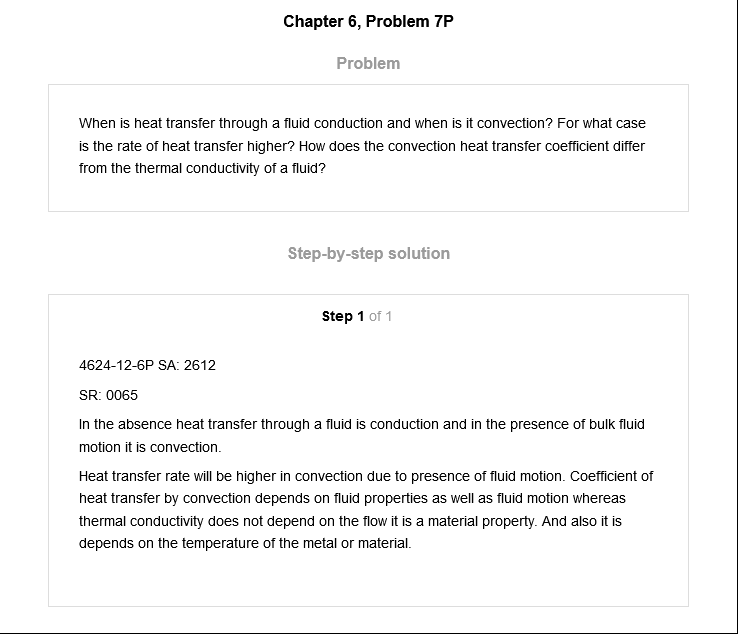 Chapter 6, Problem 7P
Problem
When is heat transfer through a fluid conduction and when is it convection? For what case
is the rate of heat transfer higher? How does the convection heat transfer coefficient differ
from the thermal conductivity of a fluid?
Step-by-step solution
Step 1 of 1
4624-12-6P SA: 2612
SR: 0065
In the absence heat transfer through a fluid is conduction and in the presence of bulk fluid
motion it is convection.
Heat transfer rate will be higher in convection due to presence of fluid motion. Coefficient of
heat transfer by convection depends on fluid properties as well as fluid motion whereas
thermal conductivity does not depend on the flow it is a material property. And also it is
depends on the temperature of the metal or material.